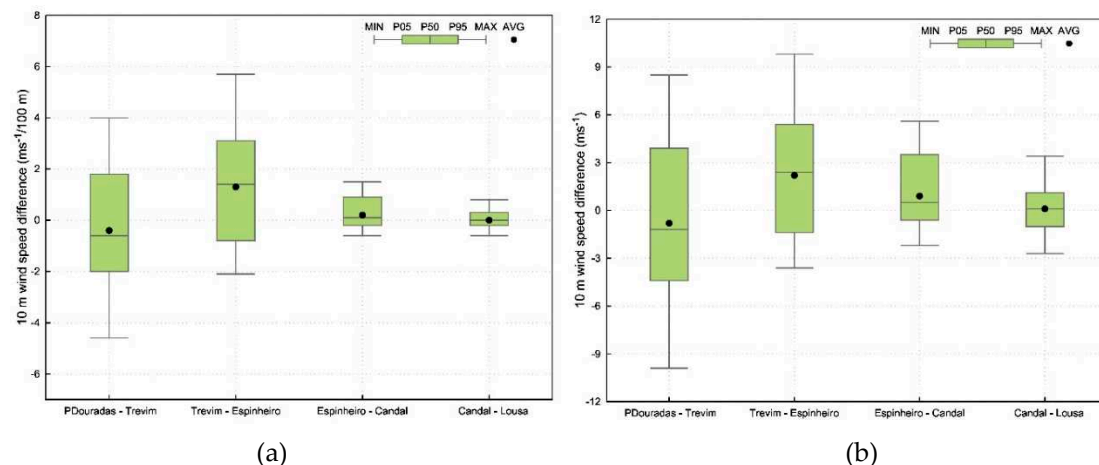 8
6
4
2
0
-2
-4
-6
10 m wind speed difference (ms⁻¹/100 m)
MIN P05 P50 P95 MAX AVG
PDouradas - Trevim
Trevim - Espinheiro
Espinheiro - Candal
Candal - Lousa
(a)
12
9
6
3
0
-3
-6
-9
-12
10 m wind speed difference (ms⁻¹)
MIN P05 P50 P95 MAX AVG
PDouradas - Trevim
Trevim - Espinheiro
Espinheiro - Candal
Candal - Lousa
(b)